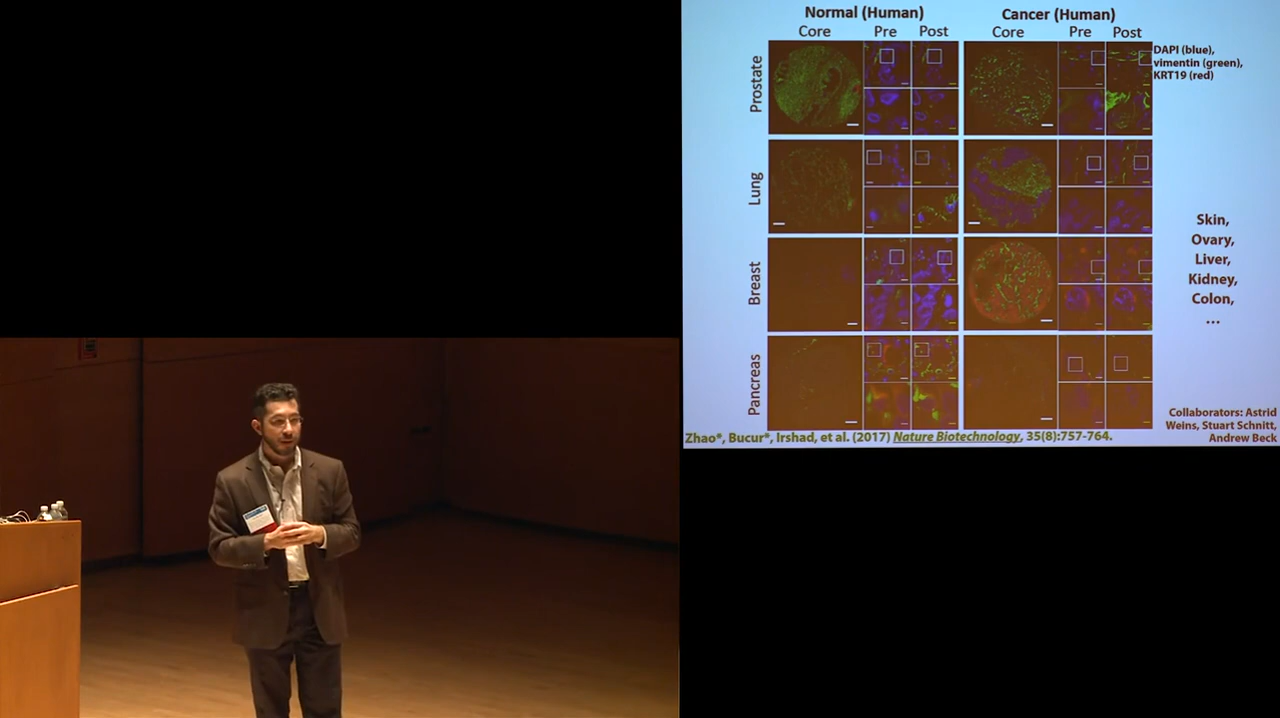 Normal (Human) Cancer (Human)
Core Pre Post Core Pre Post
DAPI (blue),
vimentin (green),
KRT19 (red)
Prostate
Lung
Breast
Pancreas
Skin,
Ovary,
Liver,
Kidney,
Colon,
...
Collaborators: Astrid
Weins, Stuart Schnitt,
Andrew Beck
Zhao*, Bucur*, Irshad, et al. (2017) Nature Biotechnology, 35(8):757-764.